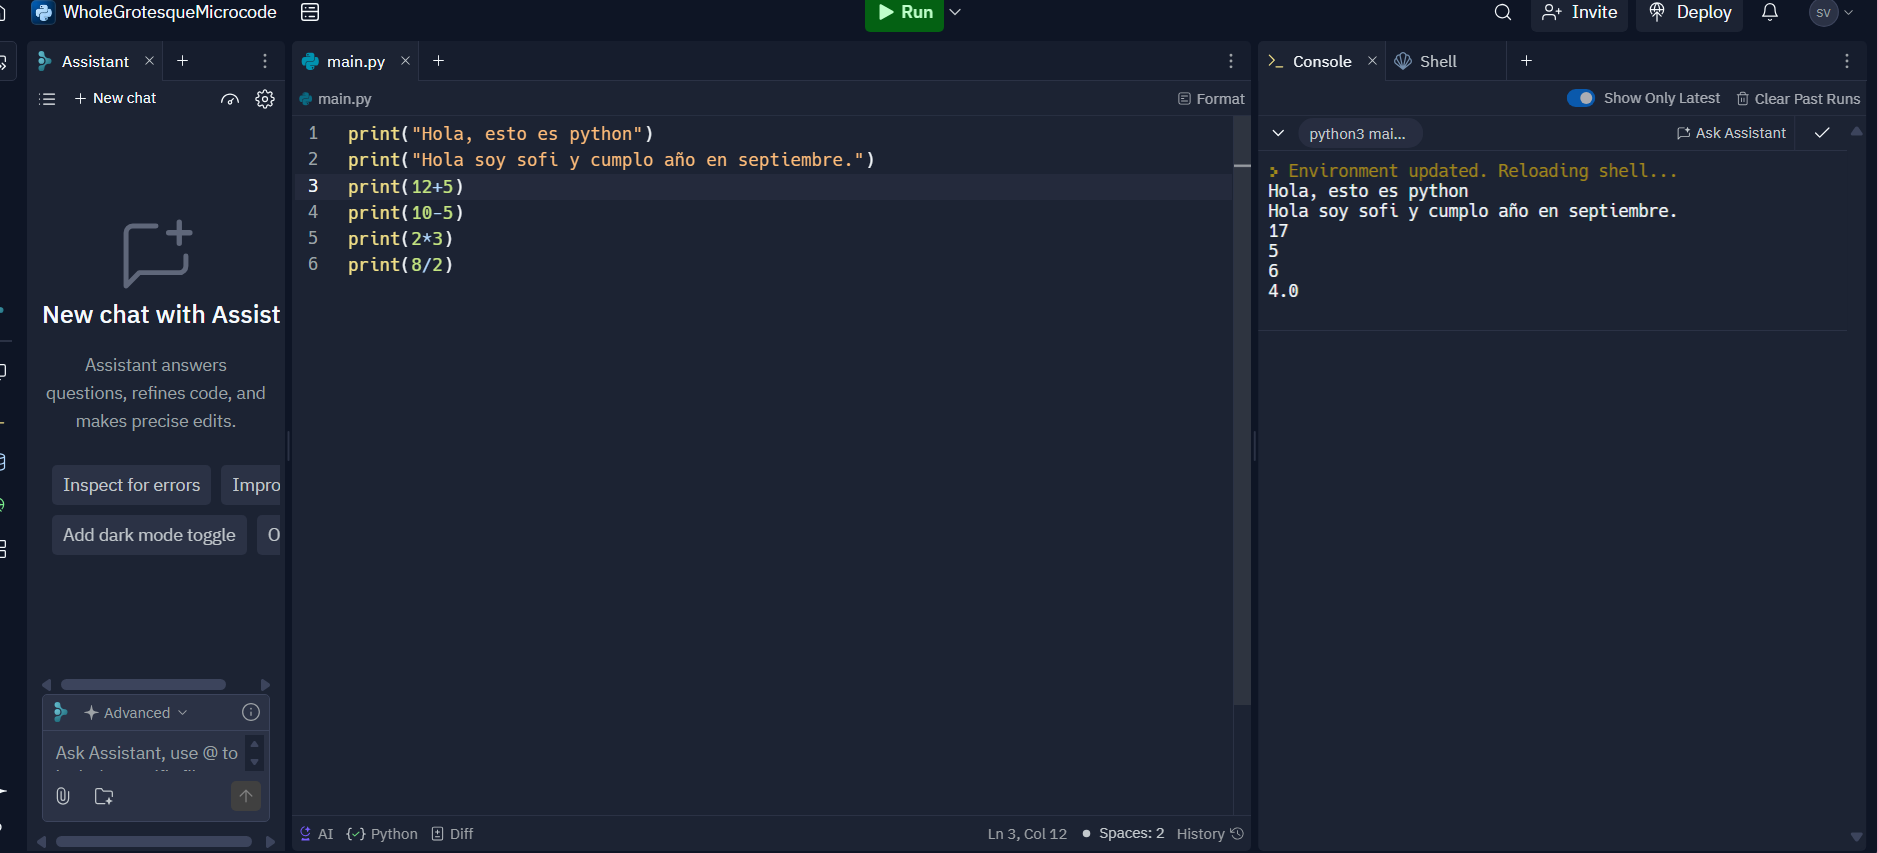 WholeGrotesqueMicrocode
Run
Invite
Deploy
SV
Assistant
New chat
New chat with Assist
Assistant answers
questions, refines code, and
makes precise edits.
Inspect for errors
Impro
Add dark mode toggle
O
Advanced
Ask Assistant, use @ to
main.py
main.py
Format
1 print("Hola, esto es python")
2 print("Hola soy sofi y cumplo año en septiembre.")
3 print(12+5)
4 print(10-5)
5 print(2*3)
6 print(8/2)
AI
Python
Diff
Ln 3, Col 12
Spaces: 2
History
Console
Shell
Show Only Latest
Clear Past Runs
python3 mai...
Ask Assistant
Environment updated. Reloading shell...
Hola, esto es python
Hola soy sofi y cumplo año en septiembre.
17
5
6
4.0